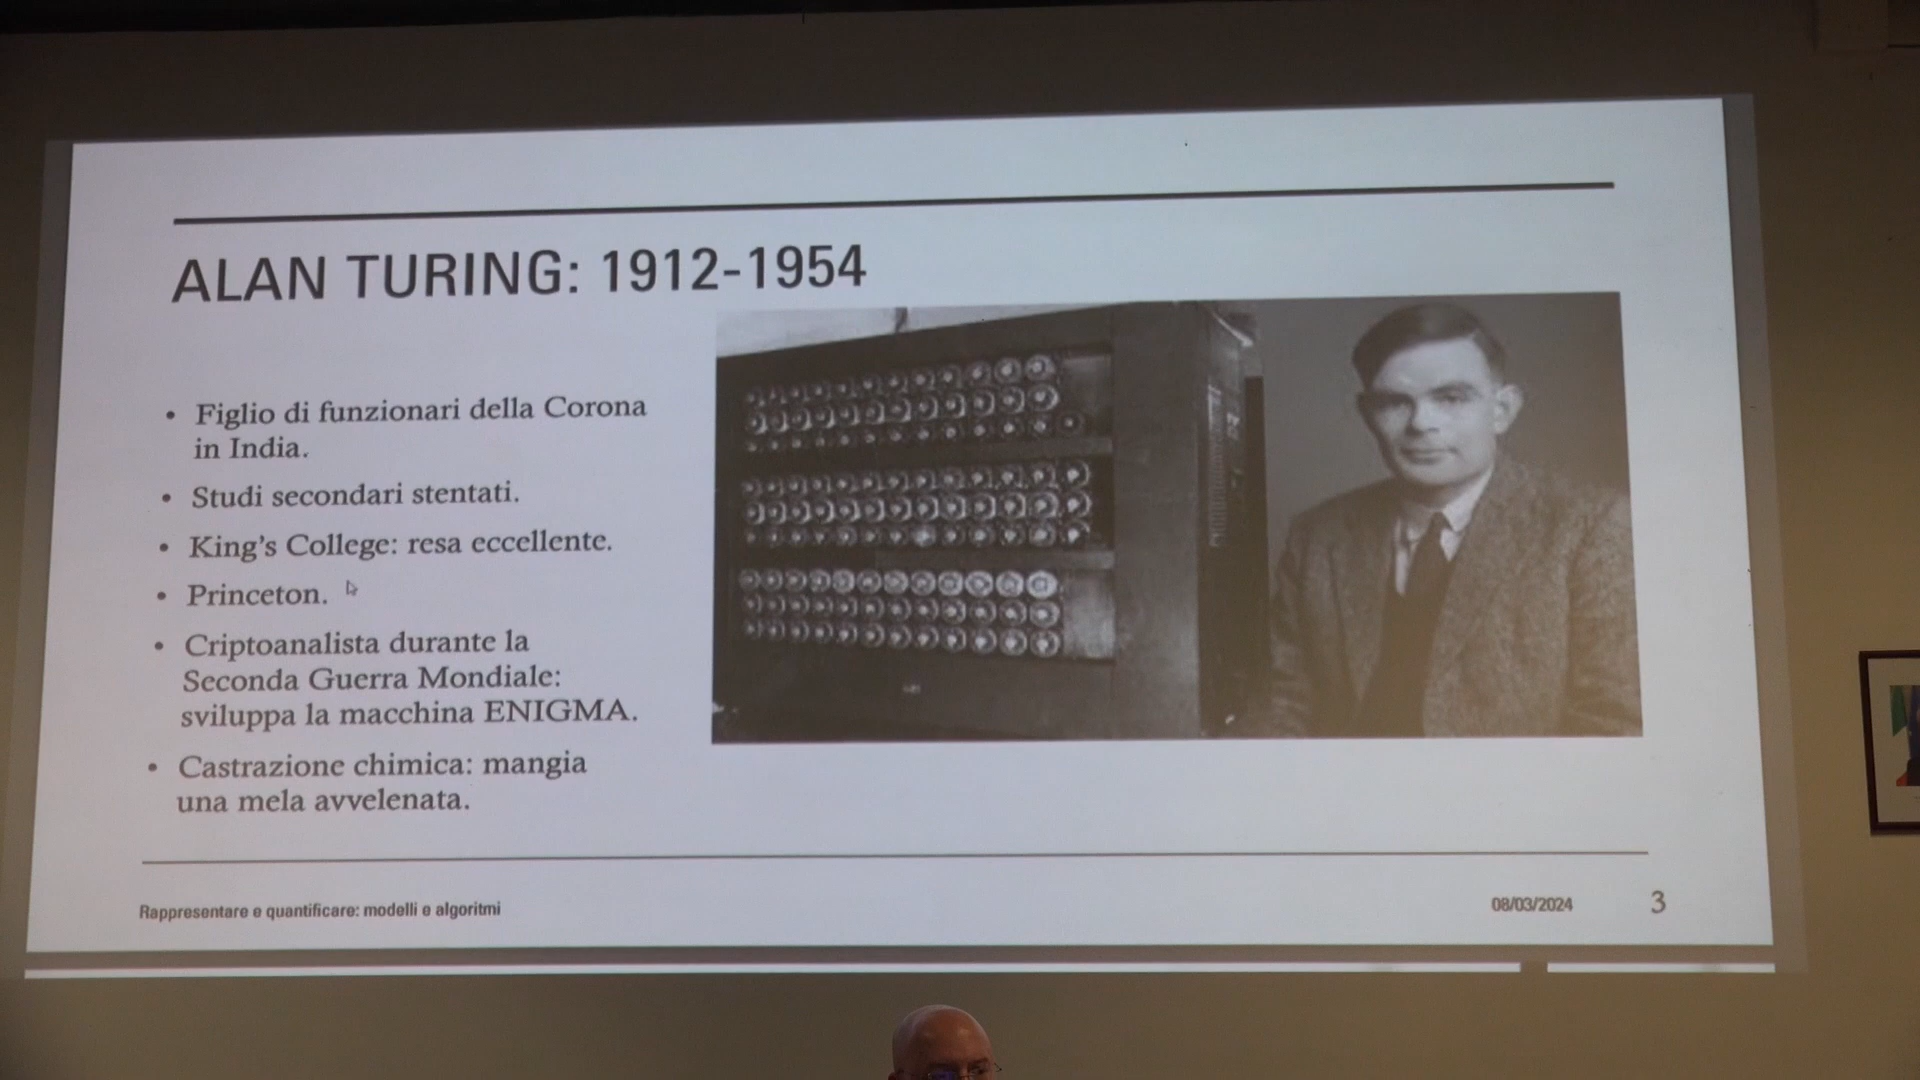 ALAN TURING: 1912-1954
• Figlio di funzionari della Corona
in India.
• Studi secondari stentati.
• King's College: resa eccellente.
• Princeton.
• Criptoanalista durante la
Seconda Guerra Mondiale:
sviluppa la macchina ENIGMA.
• Castrazione chimica: mangia
una mela avvelenata.
Rappresentare e quantificare: modelli e algoritmi
08/03/2024
3